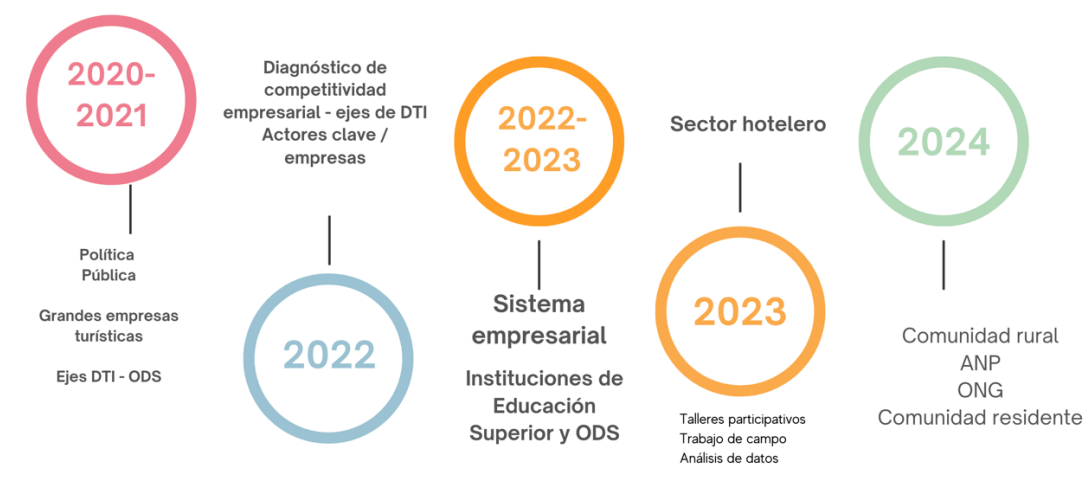 2020-
2021
Política
Pública
Grandes empresas
turísticas
Ejes DTI - ODS
Diagnóstico de
competitividad
empresarial - ejes de DTI
Actores clave /
empresas
2022
2022-
2023
Sistema
empresarial
Instituciones de
Educación
Superior y ODS
Sector hotelero
2023
Talleres participativos
Trabajo de campo
Análisis de datos
2024
Comunidad rural
ANP
ONG
Comunidad residente